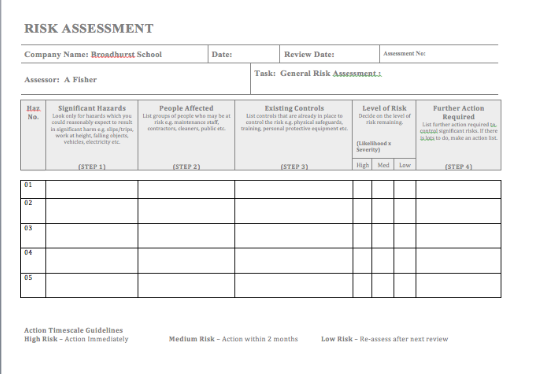 RISK ASSESSMENT
Company Name: Broadhurst School Date: Review Date: Assessment No:
Assessor: A Fisher Task: General Risk Assessment :
Haz No. Significant Hazards People Affected Existing Controls Level of Risk Further Action Required
Look only for hazards which you could reasonably expect to result in significant harm e.g. slips/trips, work at height, falling objects, vehicles, electricity etc.
List groups of people who may be at risk e.g. maintenance staff, contractors, cleaners, public etc.
List controls that are already in place to control the risk e.g. physical safeguards, training, personal protective equipment etc.
Decide on the level of risk remaining.
(Likelihood x Severity)
List further action required to control significant risks. If there is lots to do, make an action list.
(STEP 1) (STEP 2) (STEP 3) High Med Low (STEP 4)
01
02
03
04
05
Action Timescale Guidelines
High Risk – Action Immediately Medium Risk – Action within 2 months Low Risk – Re-assess after next review